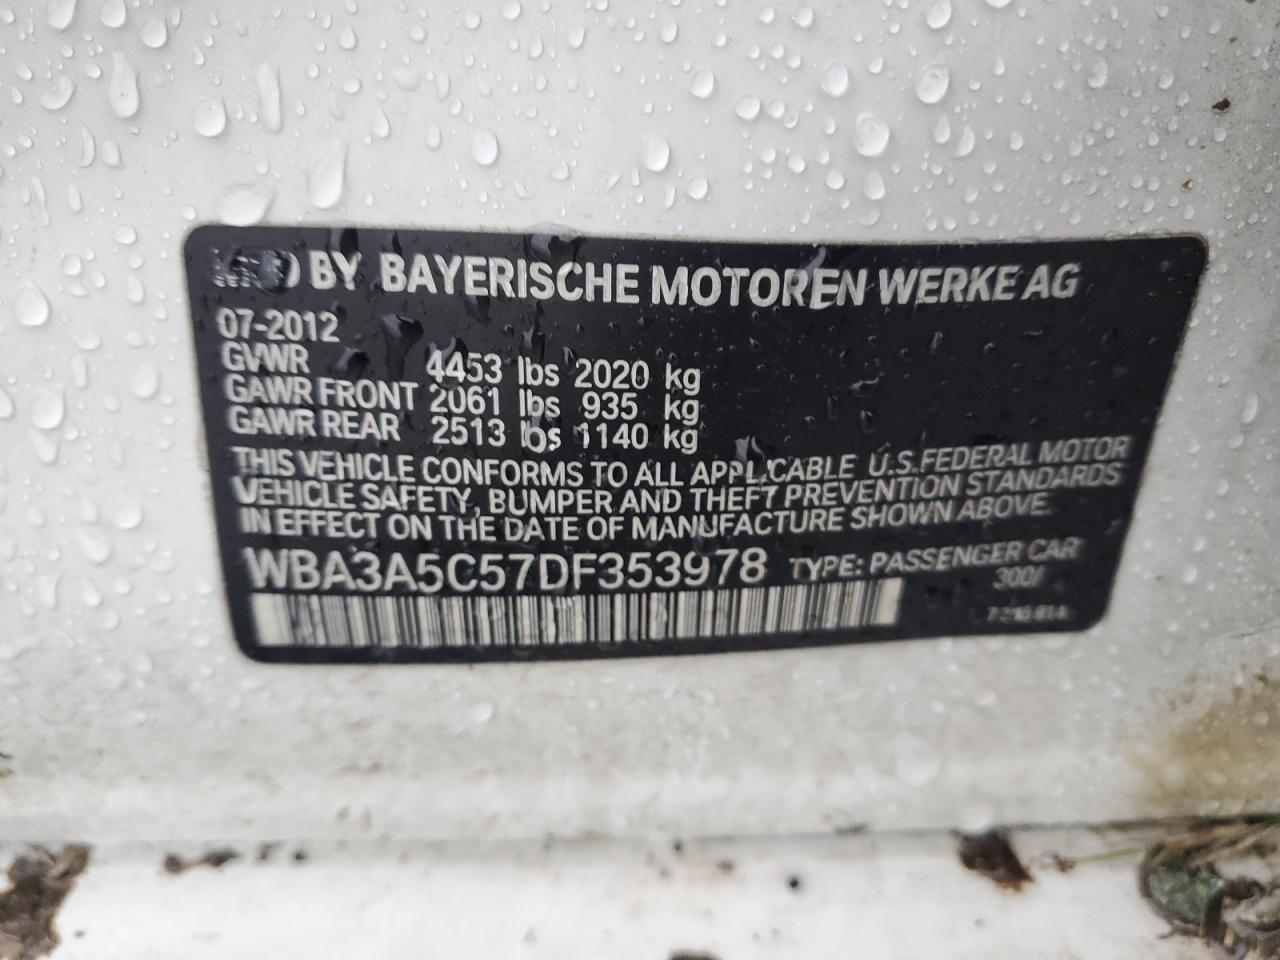 BY BAYERISCHE MOTOREN WERKE AG
07-2012
GVWR 4453 lbs 2020 kg
GAWR FRONT 2061 lbs 935 kg
GAWR REAR 2513 lbs 1140 kg
THIS VEHICLE CONFORMS TO ALL APPLICABLE U.S. FEDERAL MOTOR
VEHICLE SAFETY, BUMPER AND THEFT PREVENTION STANDARDS
IN EFFECT ON THE DATE OF MANUFACTURE SHOWN ABOVE.
WBA3A5C57DF353978 TYPE: PASSENGER CAR
300/